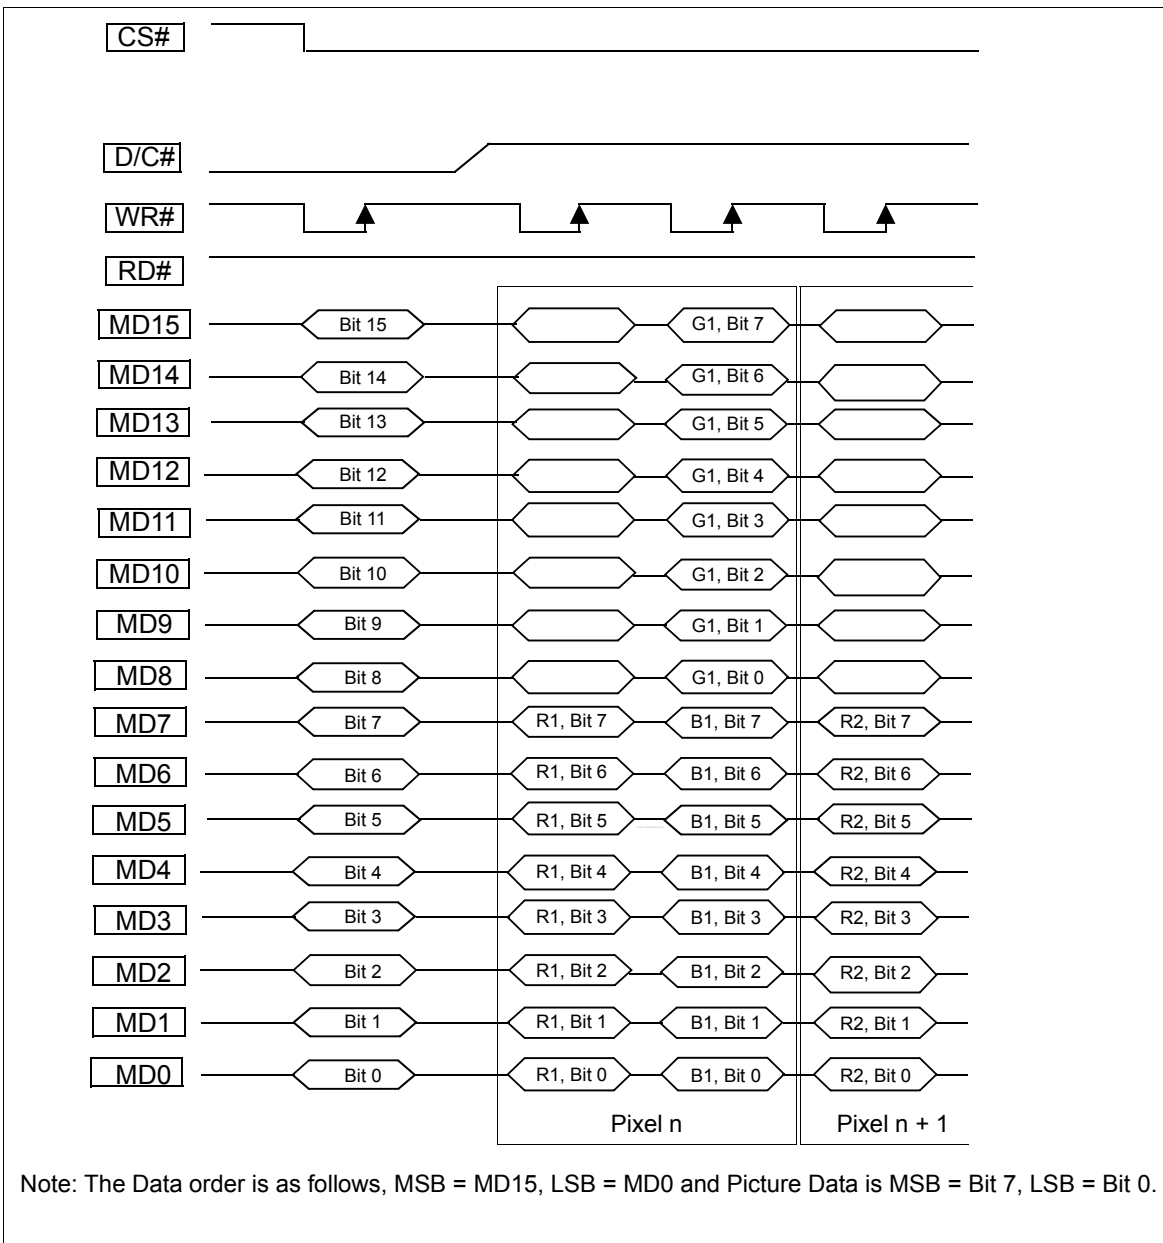 CS#
D/C#
WR#
RD#
MD15 Bit 15 G1, Bit 7
MD14 Bit 14 G1, Bit 6
MD13 Bit 13 G1, Bit 5
MD12 Bit 12 G1, Bit 4
MD11 Bit 11 G1, Bit 3
MD10 Bit 10 G1, Bit 2
MD9 Bit 9 G1, Bit 1
MD8 Bit 8 G1, Bit 0
MD7 Bit 7 R1, Bit 7 B1, Bit 7 R2, Bit 7
MD6 Bit 6 R1, Bit 6 B1, Bit 6 R2, Bit 6
MD5 Bit 5 R1, Bit 5 B1, Bit 5 R2, Bit 5
MD4 Bit 4 R1, Bit 4 B1, Bit 4 R2, Bit 4
MD3 Bit 3 R1, Bit 3 B1, Bit 3 R2, Bit 3
MD2 Bit 2 R1, Bit 2 B1, Bit 2 R2, Bit 2
MD1 Bit 1 R1, Bit 1 B1, Bit 1 R2, Bit 1
MD0 Bit 0 R1, Bit 0 B1, Bit 0 R2, Bit 0
Pixel n Pixel n + 1
Note: The Data order is as follows, MSB = MD15, LSB = MD0 and Picture Data is MSB = Bit 7, LSB = Bit 0.